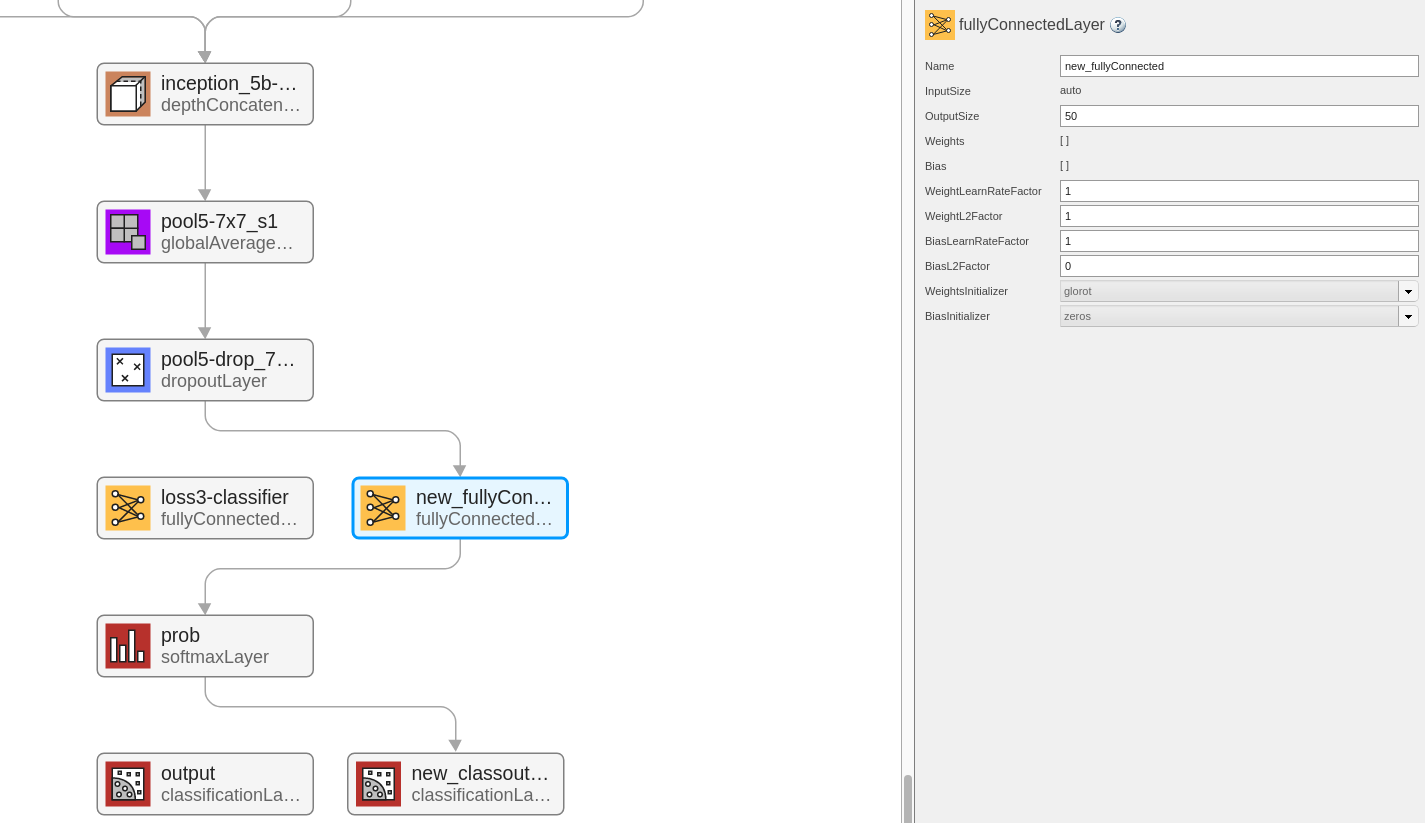 inception_5b-…
depthConcaten…
pool5-7x7_s1
globalAverage…
pool5-drop_7…
dropoutLayer
loss3-classifier
fullyConnected…
new_fullyCon…
fullyConnected…
prob
softmaxLayer
output
classificationLa…
new_classout…
classificationLa…
fullyConnectedLayer ?
Name new_fullyConnected
InputSize auto
OutputSize 50
Weights [ ]
Bias [ ]
WeightLearnRateFactor 1
WeightL2Factor 1
BiasLearnRateFactor 1
BiasL2Factor 0
WeightsInitializer glorot
BiasInitializer zeros